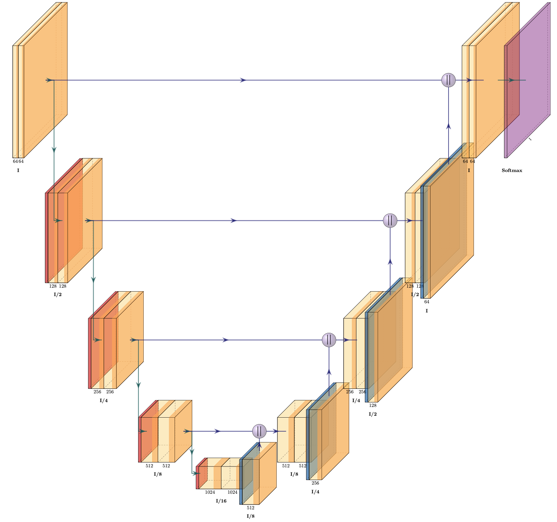 64 64
I
64 64
I
Softmax
128 128
I/2
128 128
I/2
64
I
256 256
I/4
256 256
I/4
128
I/2
512 512
I/8
512 512
I/8
256
I/4
1024 1024
I/16
512
I/8